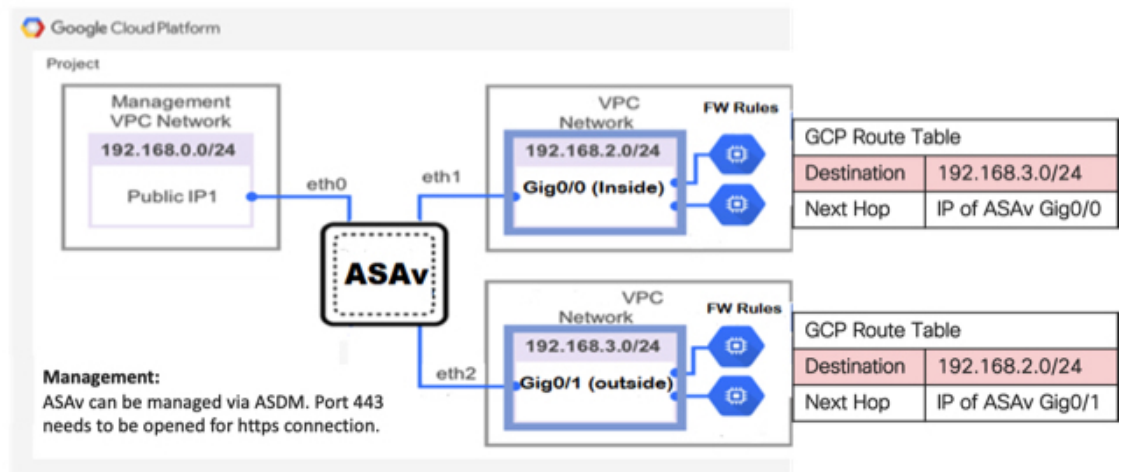 Google Cloud Platform
Project
Management
VPC Network
192.168.0.0/24
Public IP1
eth0
eth1
ASAv
eth2
VPC
Network
FW Rules
192.168.2.0/24
Gig0/0 (Inside)
GCP Route Table
Destination 192.168.3.0/24
Next Hop IP of ASAv Gig0/0
VPC
Network
FW Rules
192.168.3.0/24
Gig0/1 (outside)
GCP Route Table
Destination 192.168.2.0/24
Next Hop IP of ASAv Gig0/1
Management:
ASAv can be managed via ASDM. Port 443
needs to be opened for https connection.